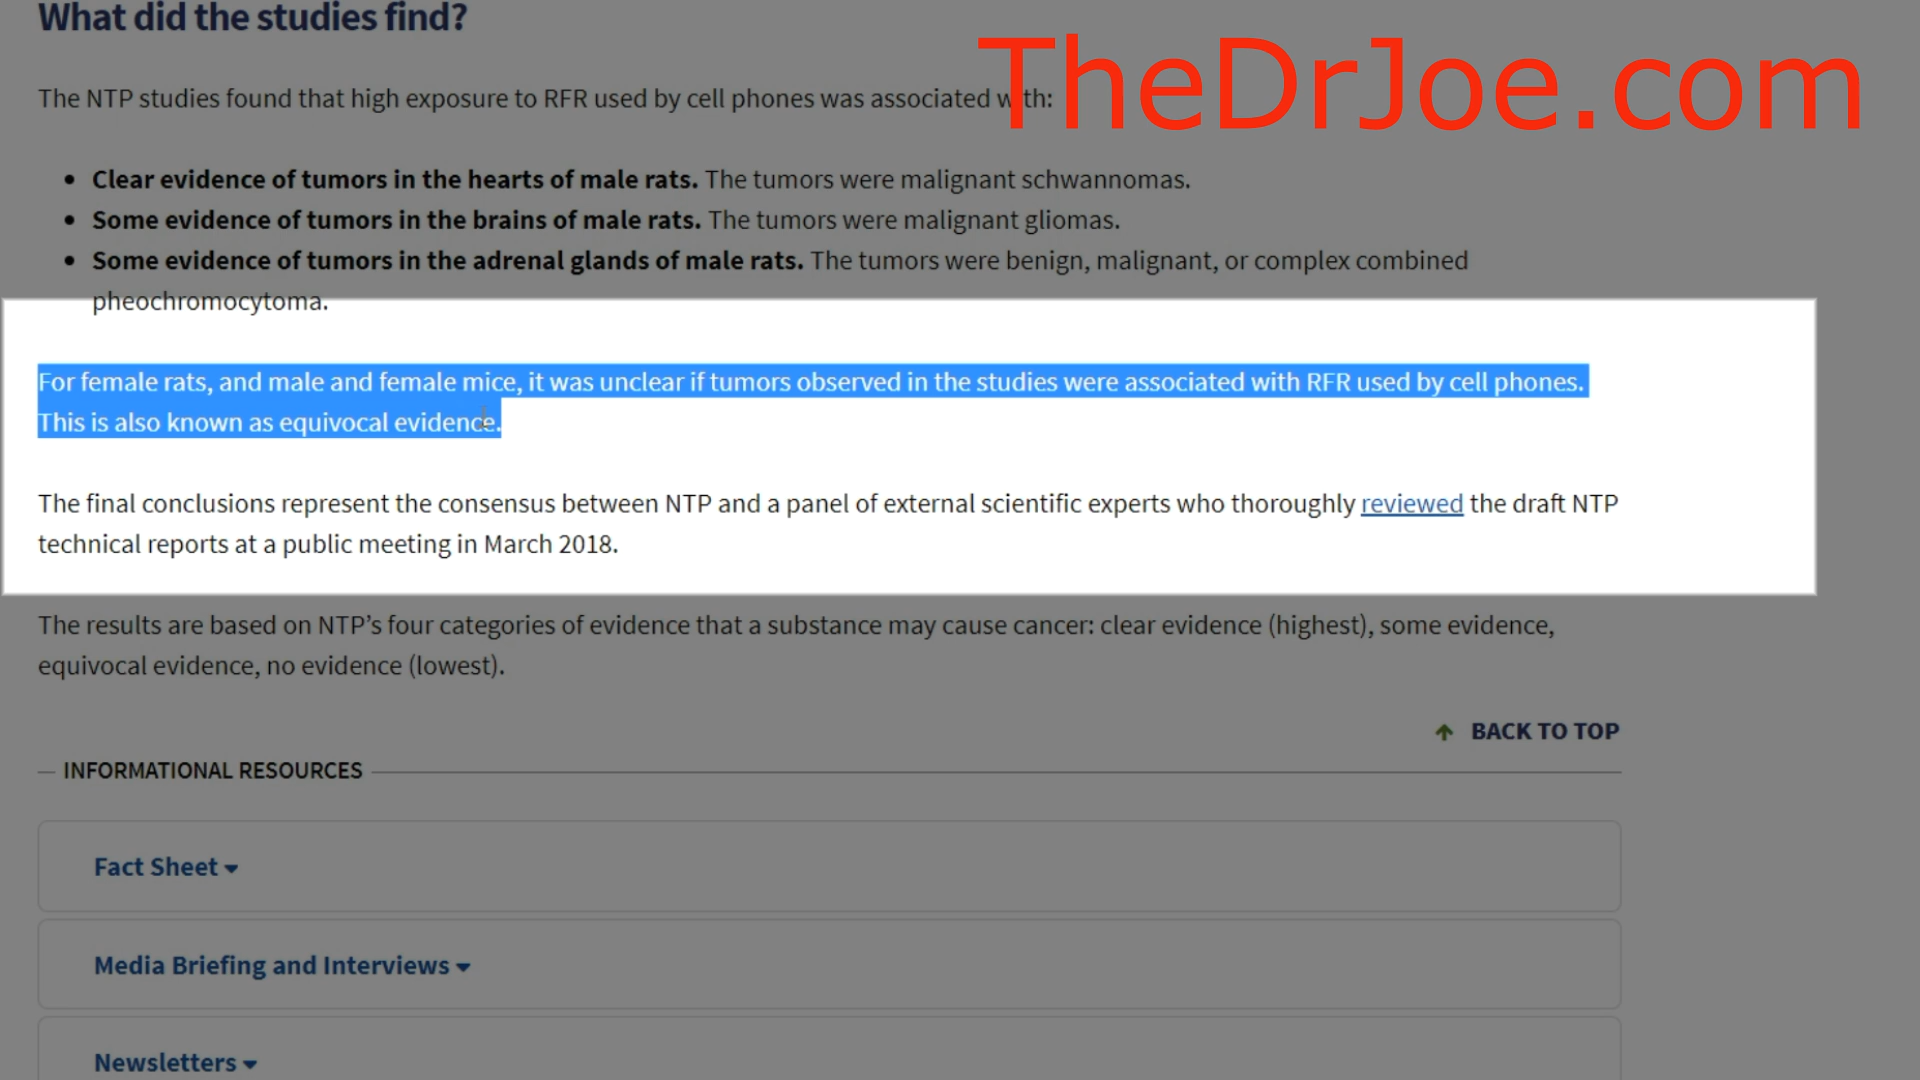 What did the studies find?
TheDrJoe.com
The NTP studies found that high exposure to RFR used by cell phones was associated with:
• Clear evidence of tumors in the hearts of male rats. The tumors were malignant schwannomas.
• Some evidence of tumors in the brains of male rats. The tumors were malignant gliomas.
• Some evidence of tumors in the adrenal glands of male rats. The tumors were benign, malignant, or complex combined
pheochromocytoma.
For female rats, and male and female mice, it was unclear if tumors observed in the studies were associated with RFR used by cell phones.
This is also known as equivocal evidence.
The final conclusions represent the consensus between NTP and a panel of external scientific experts who thoroughly reviewed the draft NTP
technical reports at a public meeting in March 2018.
The results are based on NTP’s four categories of evidence that a substance may cause cancer: clear evidence (highest), some evidence,
equivocal evidence, no evidence (lowest).
BACK TO TOP
INFORMATIONAL RESOURCES
Fact Sheet
Media Briefing and Interviews
Newsletters